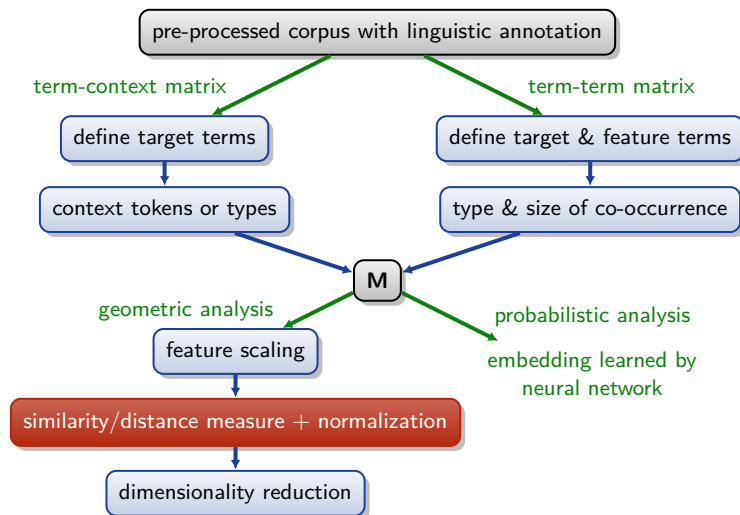 pre-processed corpus with linguistic annotation
term-context matrix
term-term matrix
define target terms
define target & feature terms
context tokens or types
type & size of co-occurrence
M
geometric analysis
probabilistic analysis
feature scaling
embedding learned by
neural network
similarity/distance measure + normalization
dimensionality reduction